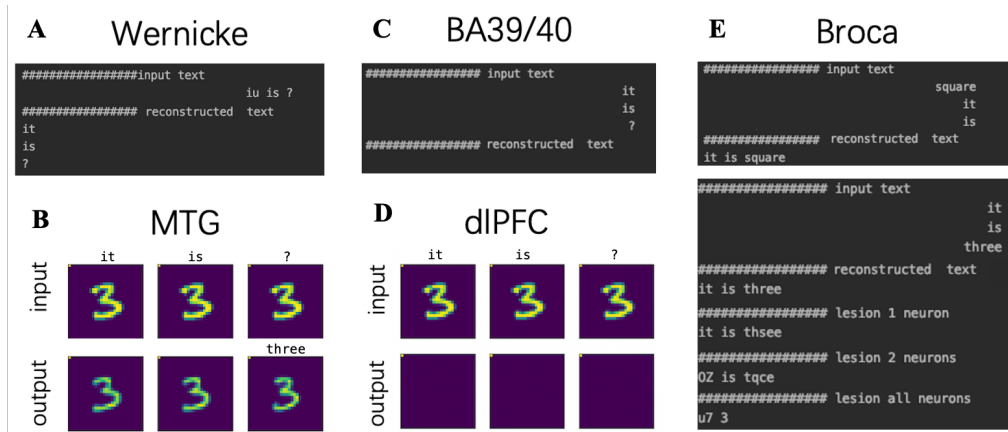 A Wernicke
#################input text
iu is ?
################# reconstructed text
it
is
?
B MTG
it is ?
input
three
output
C BA39/40
################# input text
it
is
?
################# reconstructed text
D dlPFC
it is ?
input
output
E Broca
################# input text
square
it
is
################# reconstructed text
it is square
################# input text
it
is
three
################# reconstructed text
it is three
################# lesion 1 neuron
it is thsee
################# lesion 2 neurons
OZ is tqce
################# lesion all neurons
u7 3